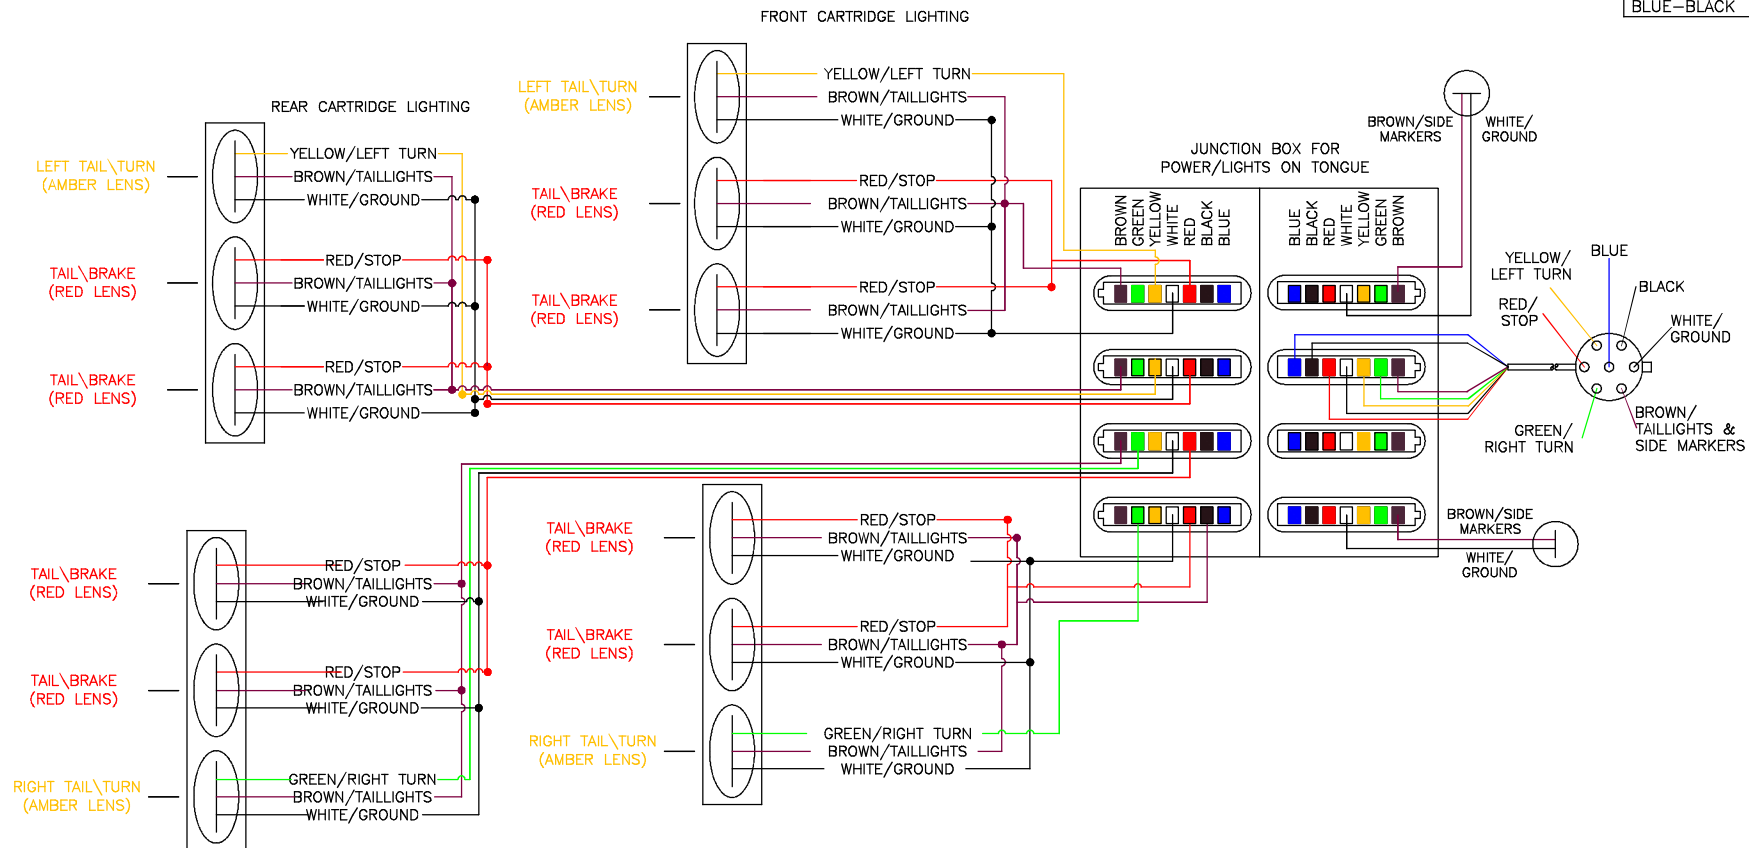 BLUE-BLACK
FRONT CARTRIDGE LIGHTING
REAR CARTRIDGE LIGHTING
LEFT TAIL\TURN
(AMBER LENS)
YELLOW/LEFT TURN
BROWN/TAILLIGHTS
WHITE/GROUND
TAIL\BRAKE
(RED LENS)
RED/STOP
BROWN/TAILLIGHTS
WHITE/GROUND
TAIL\BRAKE
(RED LENS)
RED/STOP
BROWN/TAILLIGHTS
WHITE/GROUND
LEFT TAIL\TURN
(AMBER LENS)
YELLOW/LEFT TURN
BROWN/TAILLIGHTS
WHITE/GROUND
TAIL\BRAKE
(RED LENS)
RED/STOP
BROWN/TAILLIGHTS
WHITE/GROUND
TAIL\BRAKE
(RED LENS)
RED/STOP
BROWN/TAILLIGHTS
WHITE/GROUND
JUNCTION BOX FOR
POWER/LIGHTS ON TONGUE
BROWN
GREEN
YELLOW
WHITE
RED
BLACK
BLUE
BLUE
BLACK
RED
WHITE
YELLOW
GREEN
BROWN
BROWN/SIDE
MARKERS
WHITE/
GROUND
YELLOW/
LEFT TURN
BLUE
BLACK
RED/
STOP
WHITE/
GROUND
GREEN/
RIGHT TURN
BROWN/
TAILLIGHTS &
SIDE MARKERS
BROWN/SIDE
MARKERS
WHITE/
GROUND
TAIL\BRAKE
(RED LENS)
RED/STOP
BROWN/TAILLIGHTS
WHITE/GROUND
TAIL\BRAKE
(RED LENS)
RED/STOP
BROWN/TAILLIGHTS
WHITE/GROUND
RIGHT TAIL\TURN
(AMBER LENS)
GREEN/RIGHT TURN
BROWN/TAILLIGHTS
WHITE/GROUND
TAIL\BRAKE
(RED LENS)
RED/STOP
BROWN/TAILLIGHTS
WHITE/GROUND
TAIL\BRAKE
(RED LENS)
RED/STOP
BROWN/TAILLIGHTS
WHITE/GROUND
RIGHT TAIL\TURN
(AMBER LENS)
GREEN/RIGHT TURN
BROWN/TAILLIGHTS
WHITE/GROUND